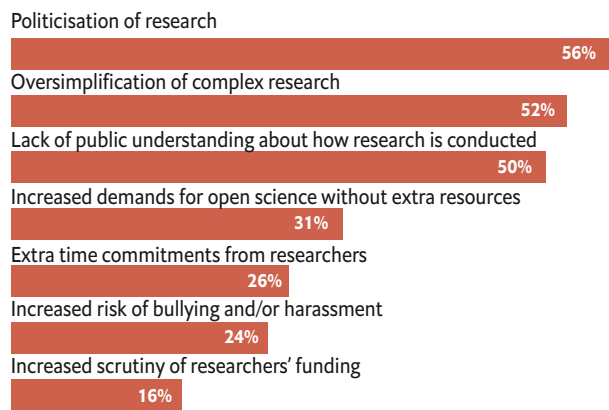 Politicisation of research
56%
Oversimplification of complex research
52%
Lack of public understanding about how research is conducted
50%
Increased demands for open science without extra resources
31%
Extra time commitments from researchers
26%
Increased risk of bullying and/or harassment
24%
Increased scrutiny of researchers’ funding
16%